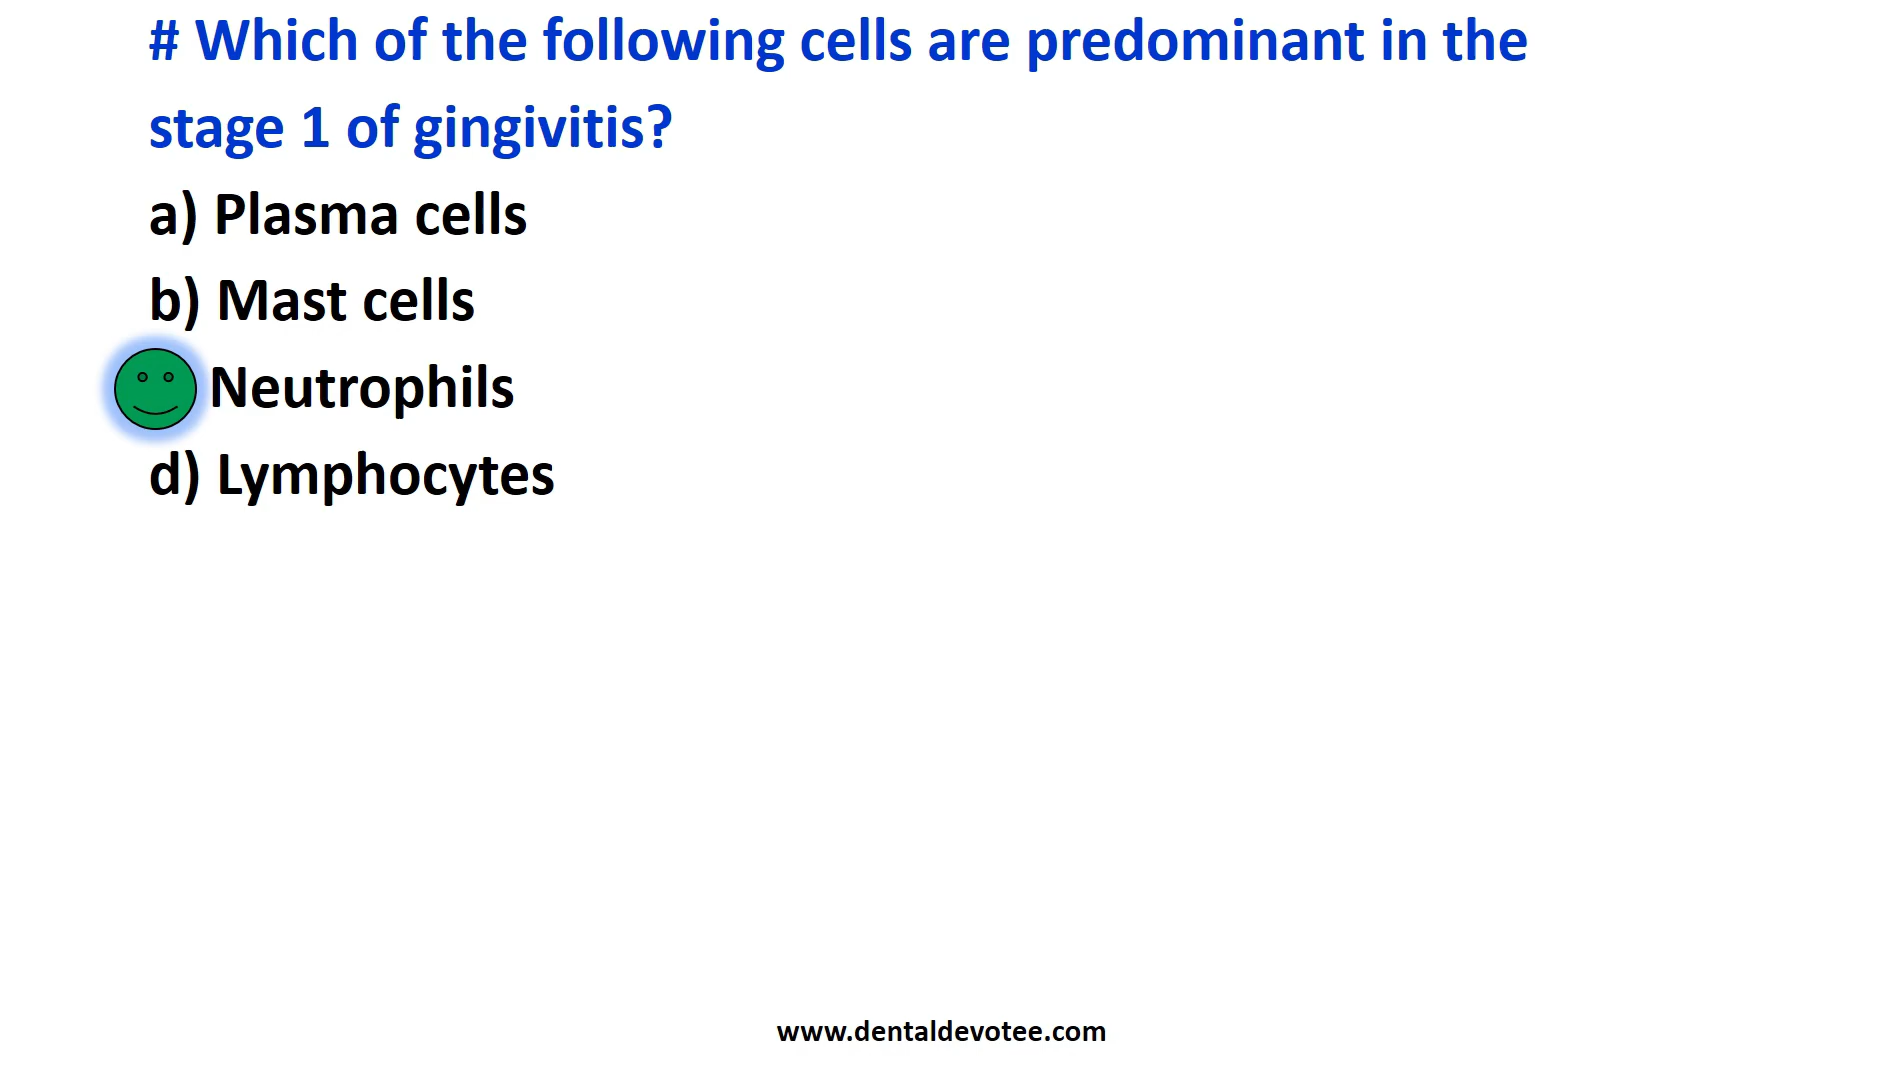 # Which of the following cells are predominant in the
stage 1 of gingivitis?
a) Plasma cells
b) Mast cells
Neutrophils
d) Lymphocytes
www.dentaldevotee.com